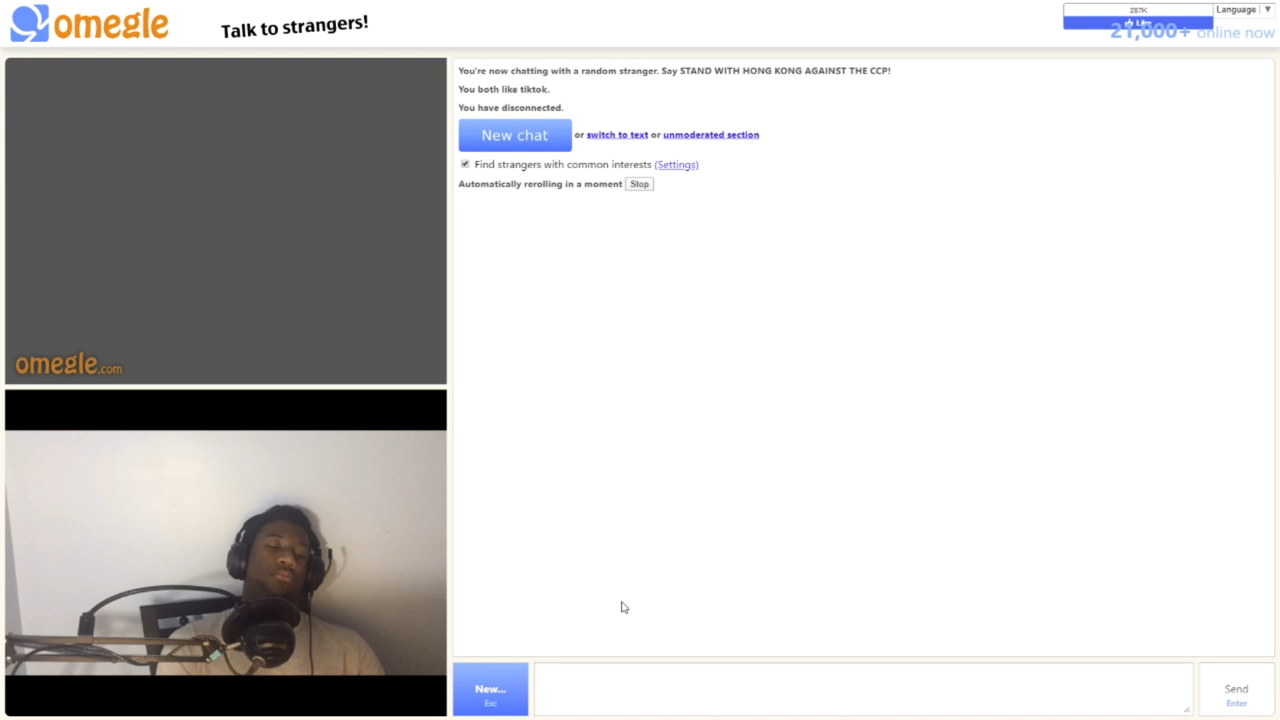 omegle
Talk to strangers!
287K
Language ▼
Like
21,000+ online now
You're now chatting with a random stranger. Say STAND WITH HONG KONG AGAINST THE CCP!
You both like tiktok.
You have disconnected.
New chat or switch to text or unmoderated section
Find strangers with common interests (Settings)
Automatically rerolling in a moment Stop
omegle.com
New...
Esc
Send
Enter